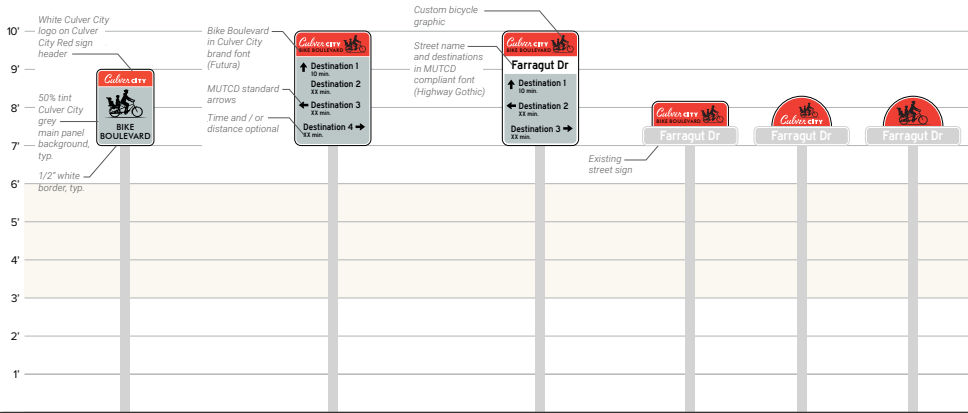 10'
9'
8'
7'
6'
5'
4'
3'
2'
1'
White Culver City
logo on Culver
City Red sign
header
50% tint
Culver City
grey
main panel
background,
typ.
1/2" white
border, typ.
Culver CITY
BIKE
BOULEVARD
Bike Boulevard
in Culver City
brand font
(Futura)
MUTCD standard
arrows
Time and / or
distance optional
Culver CITY
BIKE BOULEVARD
Destination 1
10 min.
Destination 2
XX min.
Destination 3
XX min.
Destination 4
XX min.
Custom bicycle
graphic
Street name
and destinations
in MUTCD
compliant font
(Highway Gothic)
Culver CITY
BIKE BOULEVARD
Farragut Dr
Destination 1
10 min.
Destination 2
XX min.
Destination 3
XX min.
Existing
street sign
Culver CITY
BIKE BOULEVARD
Farragut Dr
Culver CITY
Farragut Dr
Farragut Dr